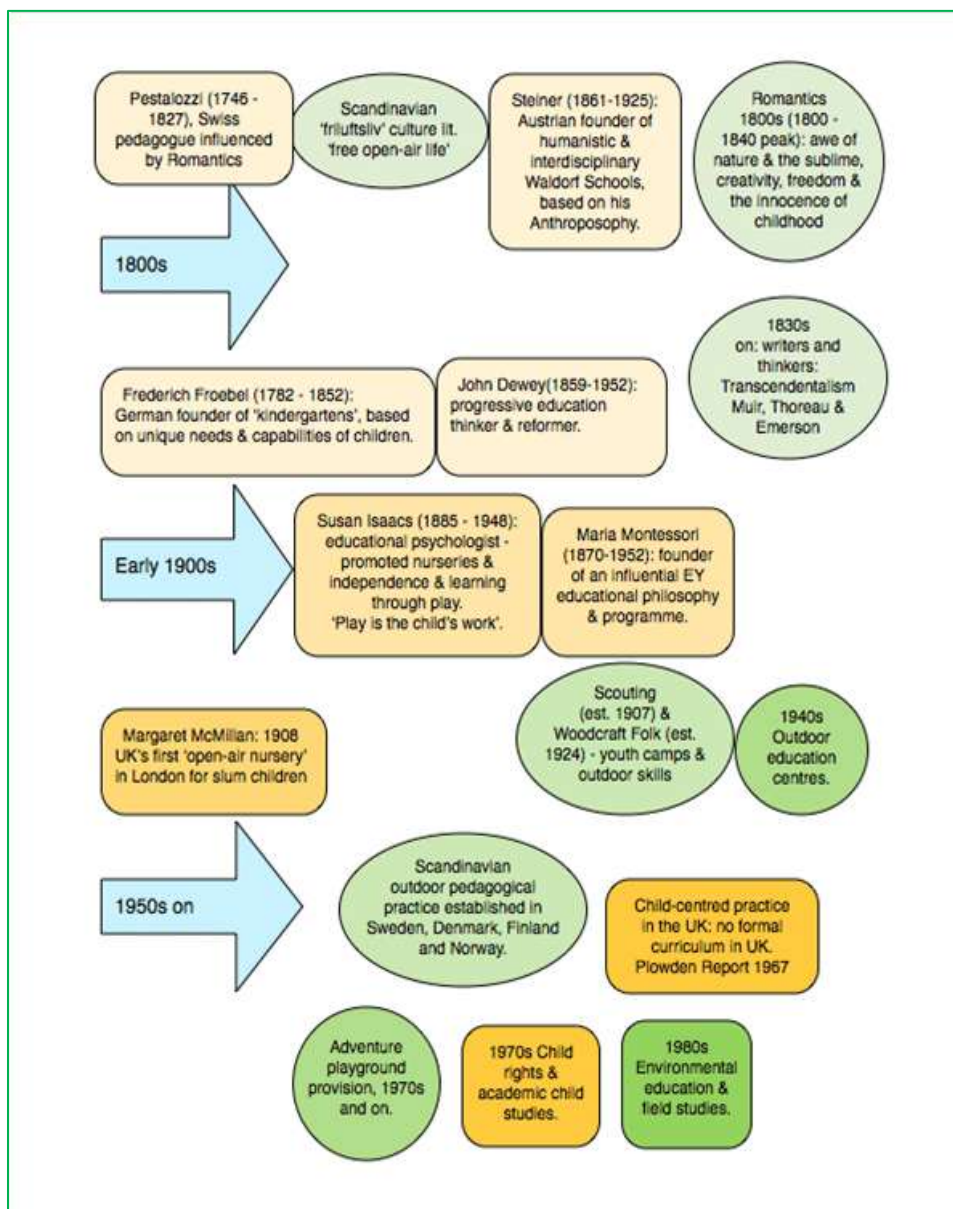 Pestalozzi (1746 -
1827), Swiss
pedagogue influenced
by Romantics
Scandinavian
'friluftsliv' culture lit.
'free open-air life'
Steiner (1861-1925):
Austrian founder of
humanistic &
interdisciplinary
Waldorf Schools,
based on his
Anthroposophy.
Romantics
1800s (1800 -
1840 peak): awe of
nature & the sublime,
creativity, freedom &
the innocence of
childhood
1800s
1830s
on: writers and
thinkers:
Transcendentalism
Muir, Thoreau &
Emerson
Frederich Froebel (1782 - 1852):
German founder of 'kindergartens', based
on unique needs & capabilities of children.
John Dewey(1859-1952):
progressive education
thinker & reformer.
Early 1900s
Susan Isaacs (1885 - 1948):
educational psychologist -
promoted nurseries &
independence & learning
through play.
'Play is the child's work'.
Maria Montessori
(1870-1952): founder
of an influential EY
educational philosophy
& programme.
Scouting
(est. 1907) &
Woodcraft Folk (est.
1924) - youth camps &
outdoor skills
1940s
Outdoor
education
centres.
Margaret McMillan: 1908
UK's first 'open-air nursery'
in London for slum children
1950s on
Scandinavian
outdoor pedagogical
practice established in
Sweden, Denmark, Finland
and Norway.
Child-centred practice
in the UK: no formal
curriculum in UK.
Plowden Report 1967
Adventure
playground
provision, 1970s
and on.
1970s Child
rights &
academic child
studies.
1980s
Environmental
education &
field studies.